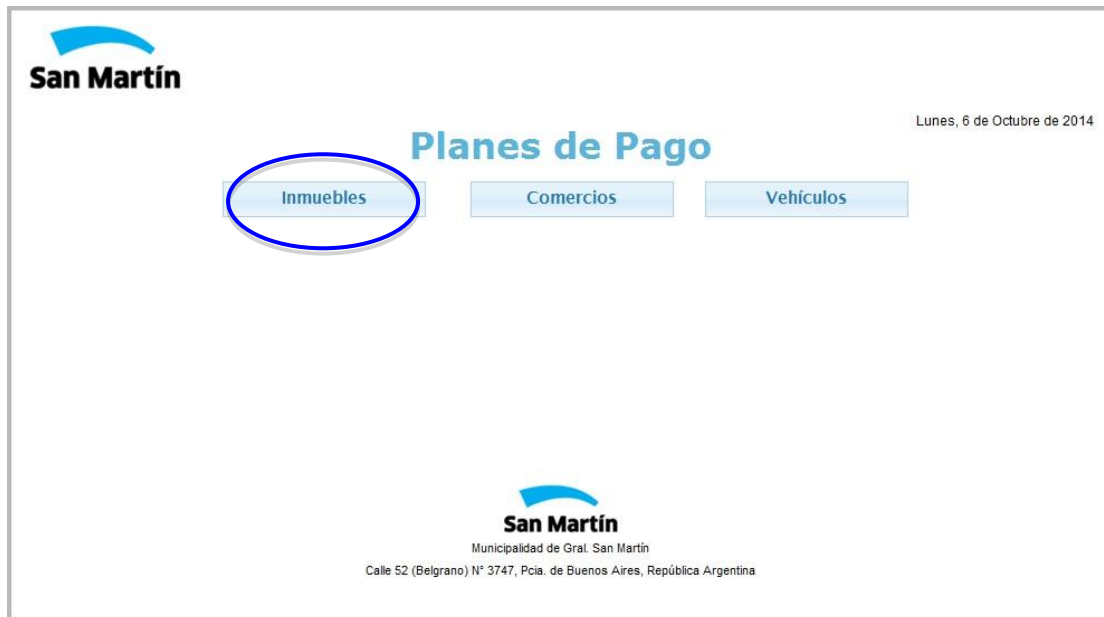 San Martín
Lunes, 6 de Octubre de 2014
Planes de Pago
Inmuebles
Comercios
Vehículos
San Martín
Municipalidad de Gral. San Martín
Calle 52 (Belgrano) N° 3747, Pcia. de Buenos Aires, República Argentina